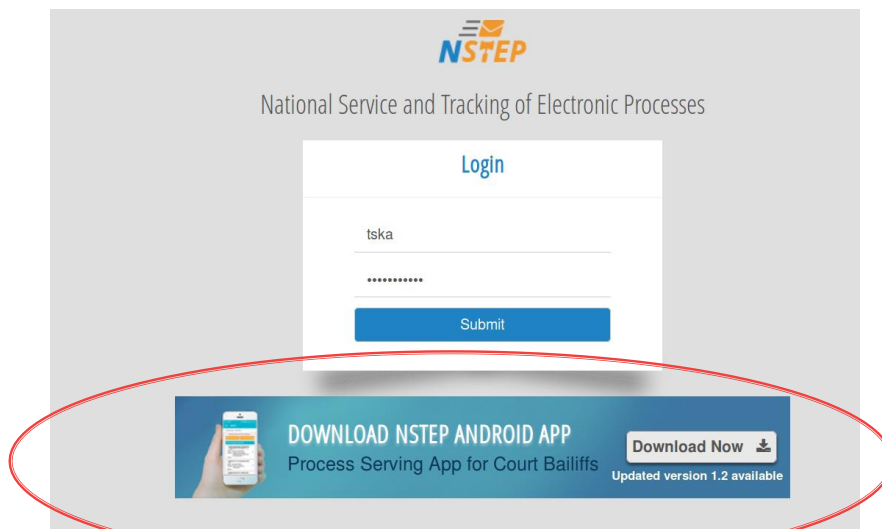 NSTEP
National Service and Tracking of Electronic Processes
Login
tska
•••••••••••
Submit
DOWNLOAD NSTEP ANDROID APP
Process Serving App for Court Bailiffs
Download Now
Updated version 1.2 available